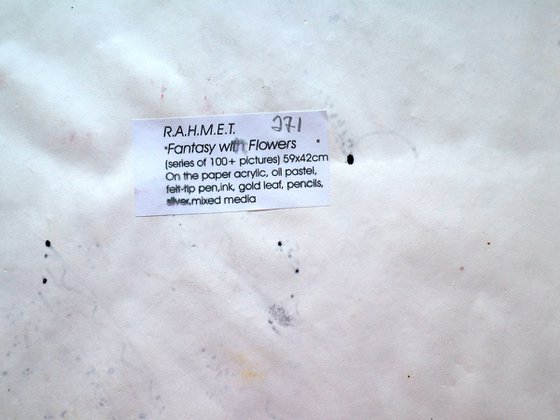 R.A.H.M.E.T. 271
"Fantasy with Flowers"
(series of 100+ pictures) 59x42cm
On the paper acrylic, oil pastel,
felt-tip pen,ink, gold leaf, pencils,
silver,mixed media